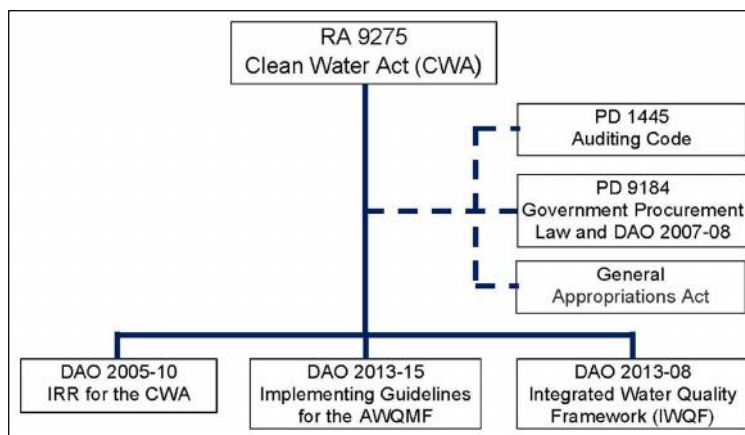 RA 9275
Clean Water Act (CWA)
PD 1445
Auditing Code
PD 9184
Government Procurement
Law and DAO 2007-08
General
Appropriations Act
DAO 2005-10
IRR for the CWA
DAO 2013-15
Implementing Guidelines
for the AWQMF
DAO 2013-08
Integrated Water Quality
Framework (IWQF)